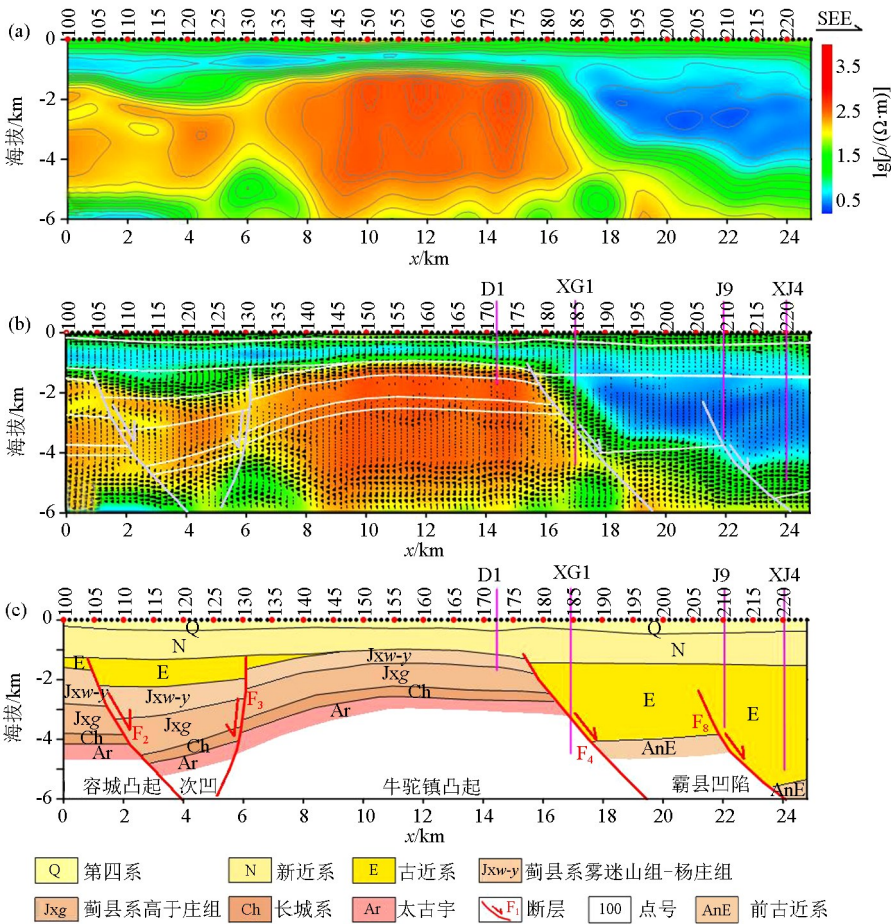 (a)
100 105 110 115 120 125 130 135 140 145 150 155 160 165 170 175 180 185 190 195 200 205 210 215 220
SEE
0
-2
-4
-6
海拔/km
0 2 4 6 8 10 12 14 16 18 20 22 24
x/km
3.5
2.5
1.5
0.5
lg[ρ/(Ω·m)]
D1 XG1 J9 XJ4
(b)
100 105 110 115 120 125 130 135 140 145 150 155 160 165 170 175 180 185 190 195 200 205 210 215 220
0
-2
-4
-6
海拔/km
0 2 4 6 8 10 12 14 16 18 20 22 24
x/km
D1 XG1 J9 XJ4
(c)
100 105 110 115 120 125 130 135 140 145 150 155 160 165 170 175 180 185 190 195 200 205 210 215 220
0
-2
-4
-6
海拔/km
Q Q
N N
E E E E
Jxw-y Jxw-y Jxw-y
Jxg Jxg Jxg
Ch Ch Ch
Ar Ar Ar
AnE AnE
F2 F3 F4 F8
容城凸起 次凹 牛驼镇凸起 霸县凹陷
0 2 4 6 8 10 12 14 16 18 20 22 24
x/km
Q 第四系 N 新近系 E 古近系 Jxw-y 蓟县系雾迷山组-杨庄组
Jxg 蓟县系高于庄组 Ch 长城系 Ar 太古宇 F1 断层 100 点号 AnE 前古近系